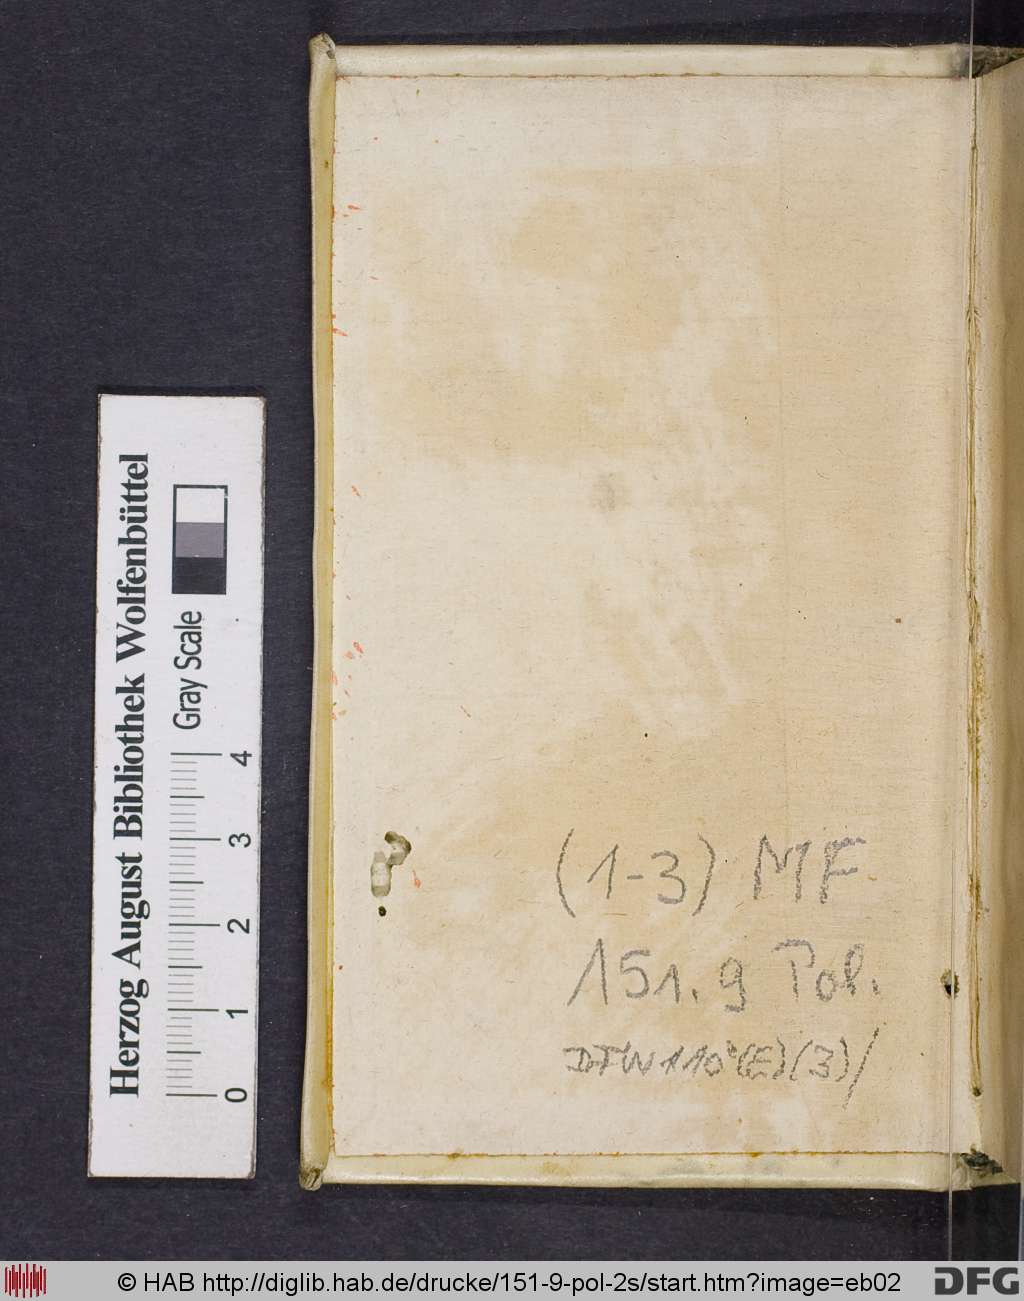 Herzog August Bibliothek Wolfenbüttel
Gray Scale
0 1 2 3 4
(1-3) MF
151.9 Pol.
© HAB http://diglib.hab.de/drucke/151-9-pol-2s/start.htm?image=eb02
DFG